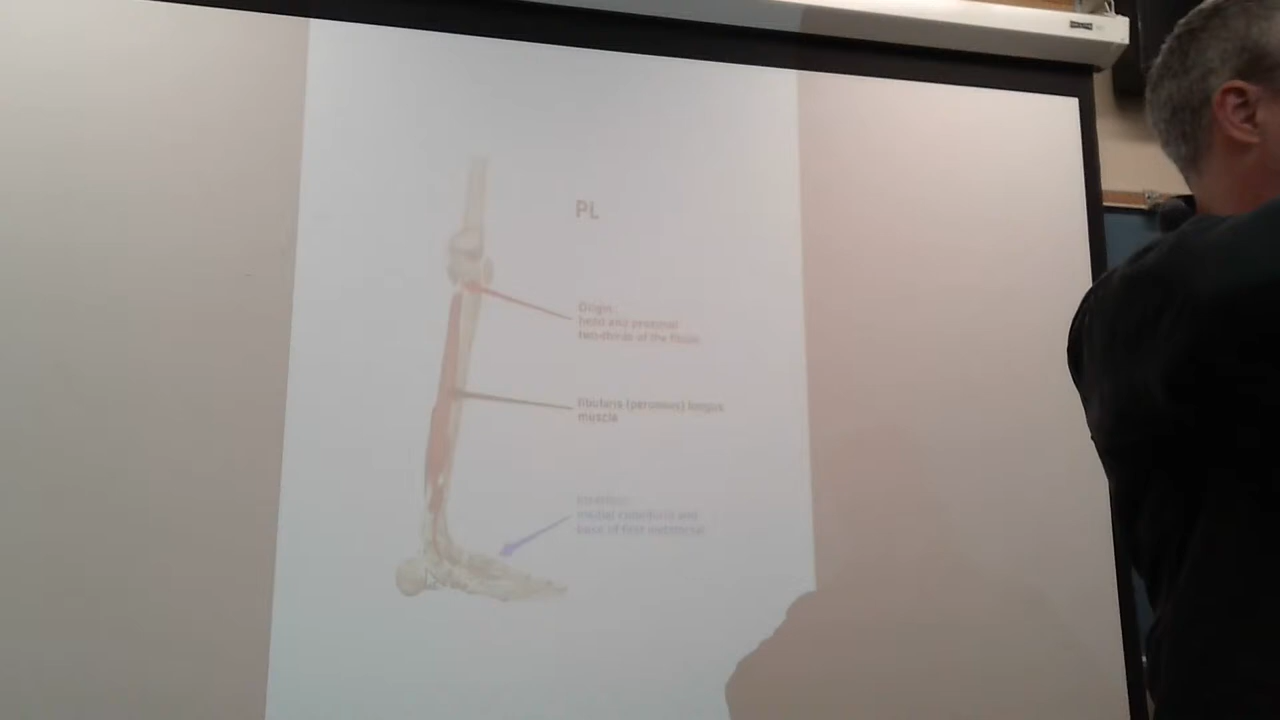 PL
Origin:
head and proximal
two-thirds of the fibula
fibularis (peroneus) longus
muscle
Insertion:
medial cuneiform and
base of first metatarsal